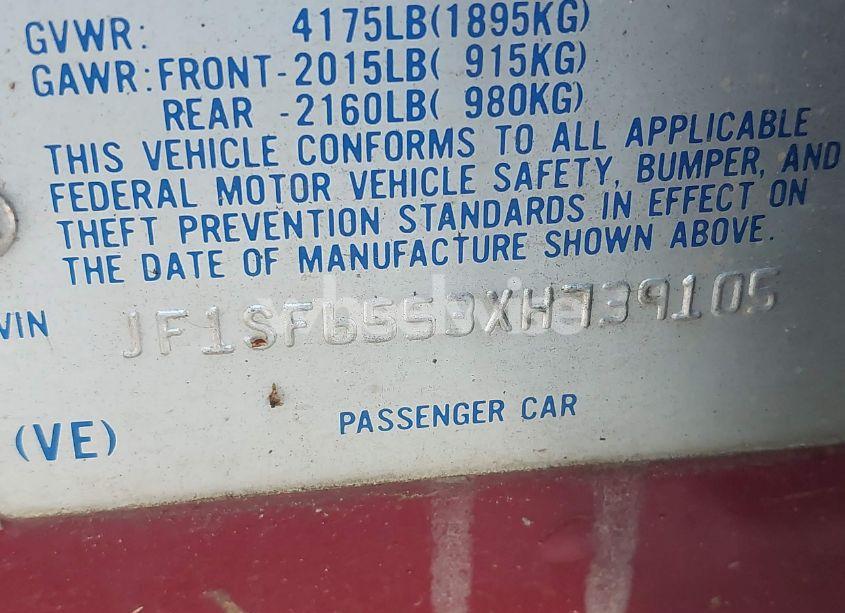 GVWR: 4175LB(1895KG)
GAWR:FRONT-2015LB( 915KG)
REAR -2160LB( 980KG)
THIS VEHICLE CONFORMS TO ALL APPLICABLE
FEDERAL MOTOR VEHICLE SAFETY, BUMPER, AND
THEFT PREVENTION STANDARDS IN EFFECT ON
THE DATE OF MANUFACTURE SHOWN ABOVE.
VIN JF1SF6553XH739105
(VE) PASSENGER CAR